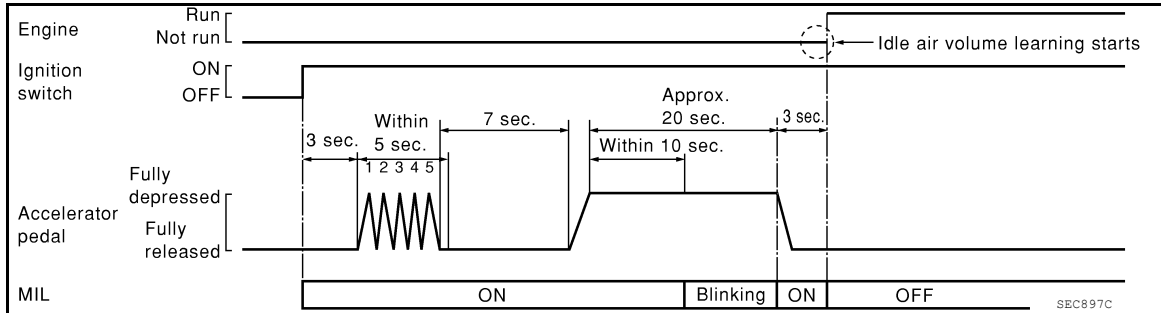 Engine
Run
Not run
Idle air volume learning starts
Ignition
switch
ON
OFF
3 sec.
Within
5 sec.
1 2 3 4 5
7 sec.
Approx.
20 sec.
Within 10 sec.
3 sec.
Accelerator
pedal
Fully
depressed
Fully
released
MIL
ON
Blinking
ON
OFF
SEC897C